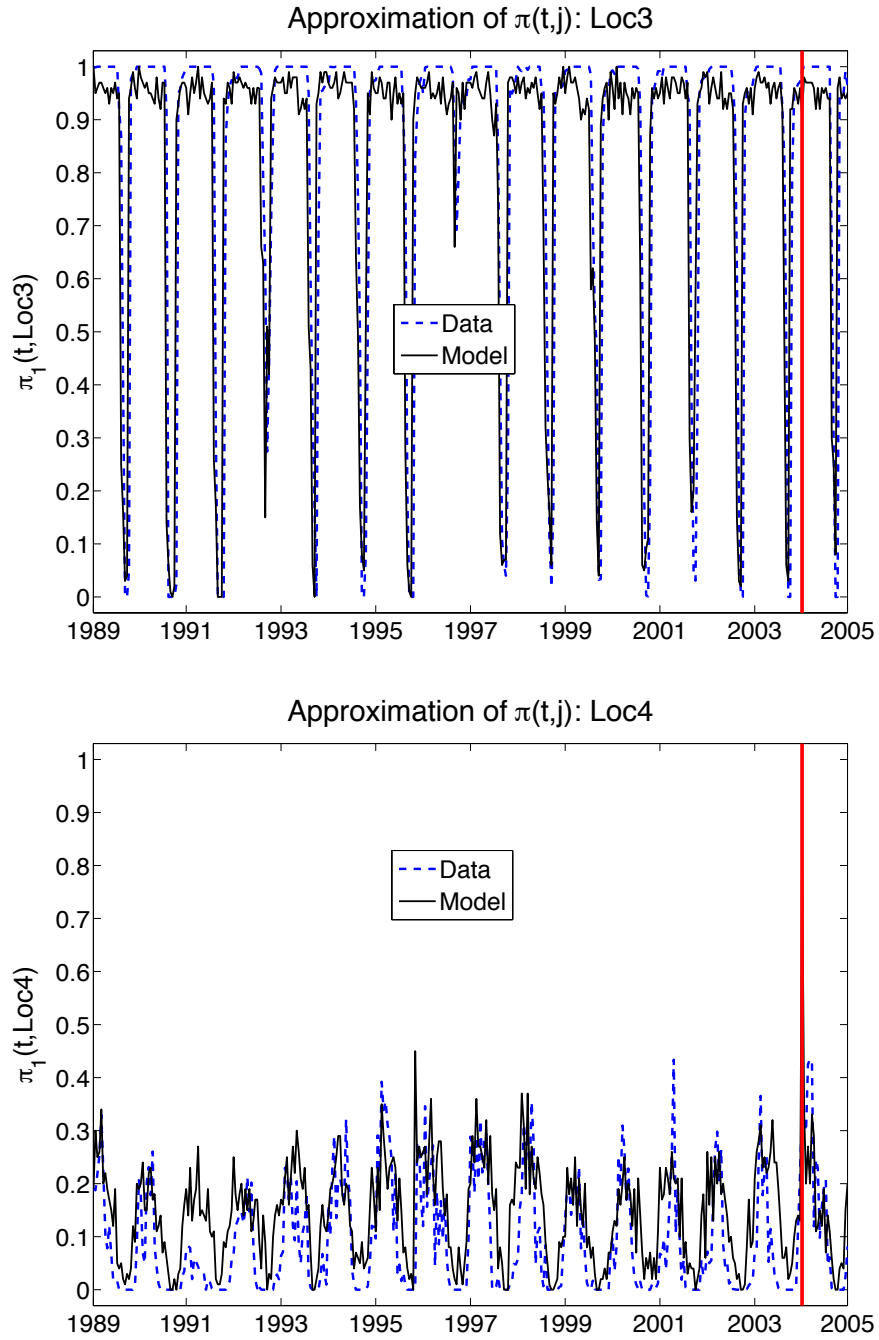 Approximation of π(t,j): Loc3
1
0.9
0.8
0.7
0.6
0.5
0.4
0.3
0.2
0.1
0
π₁(t,Loc3)
Data
Model
1989 1991 1993 1995 1997 1999 2001 2003 2005
Approximation of π(t,j): Loc4
1
0.9
0.8
0.7
0.6
0.5
0.4
0.3
0.2
0.1
0
π₁(t,Loc4)
Data
Model
1989 1991 1993 1995 1997 1999 2001 2003 2005